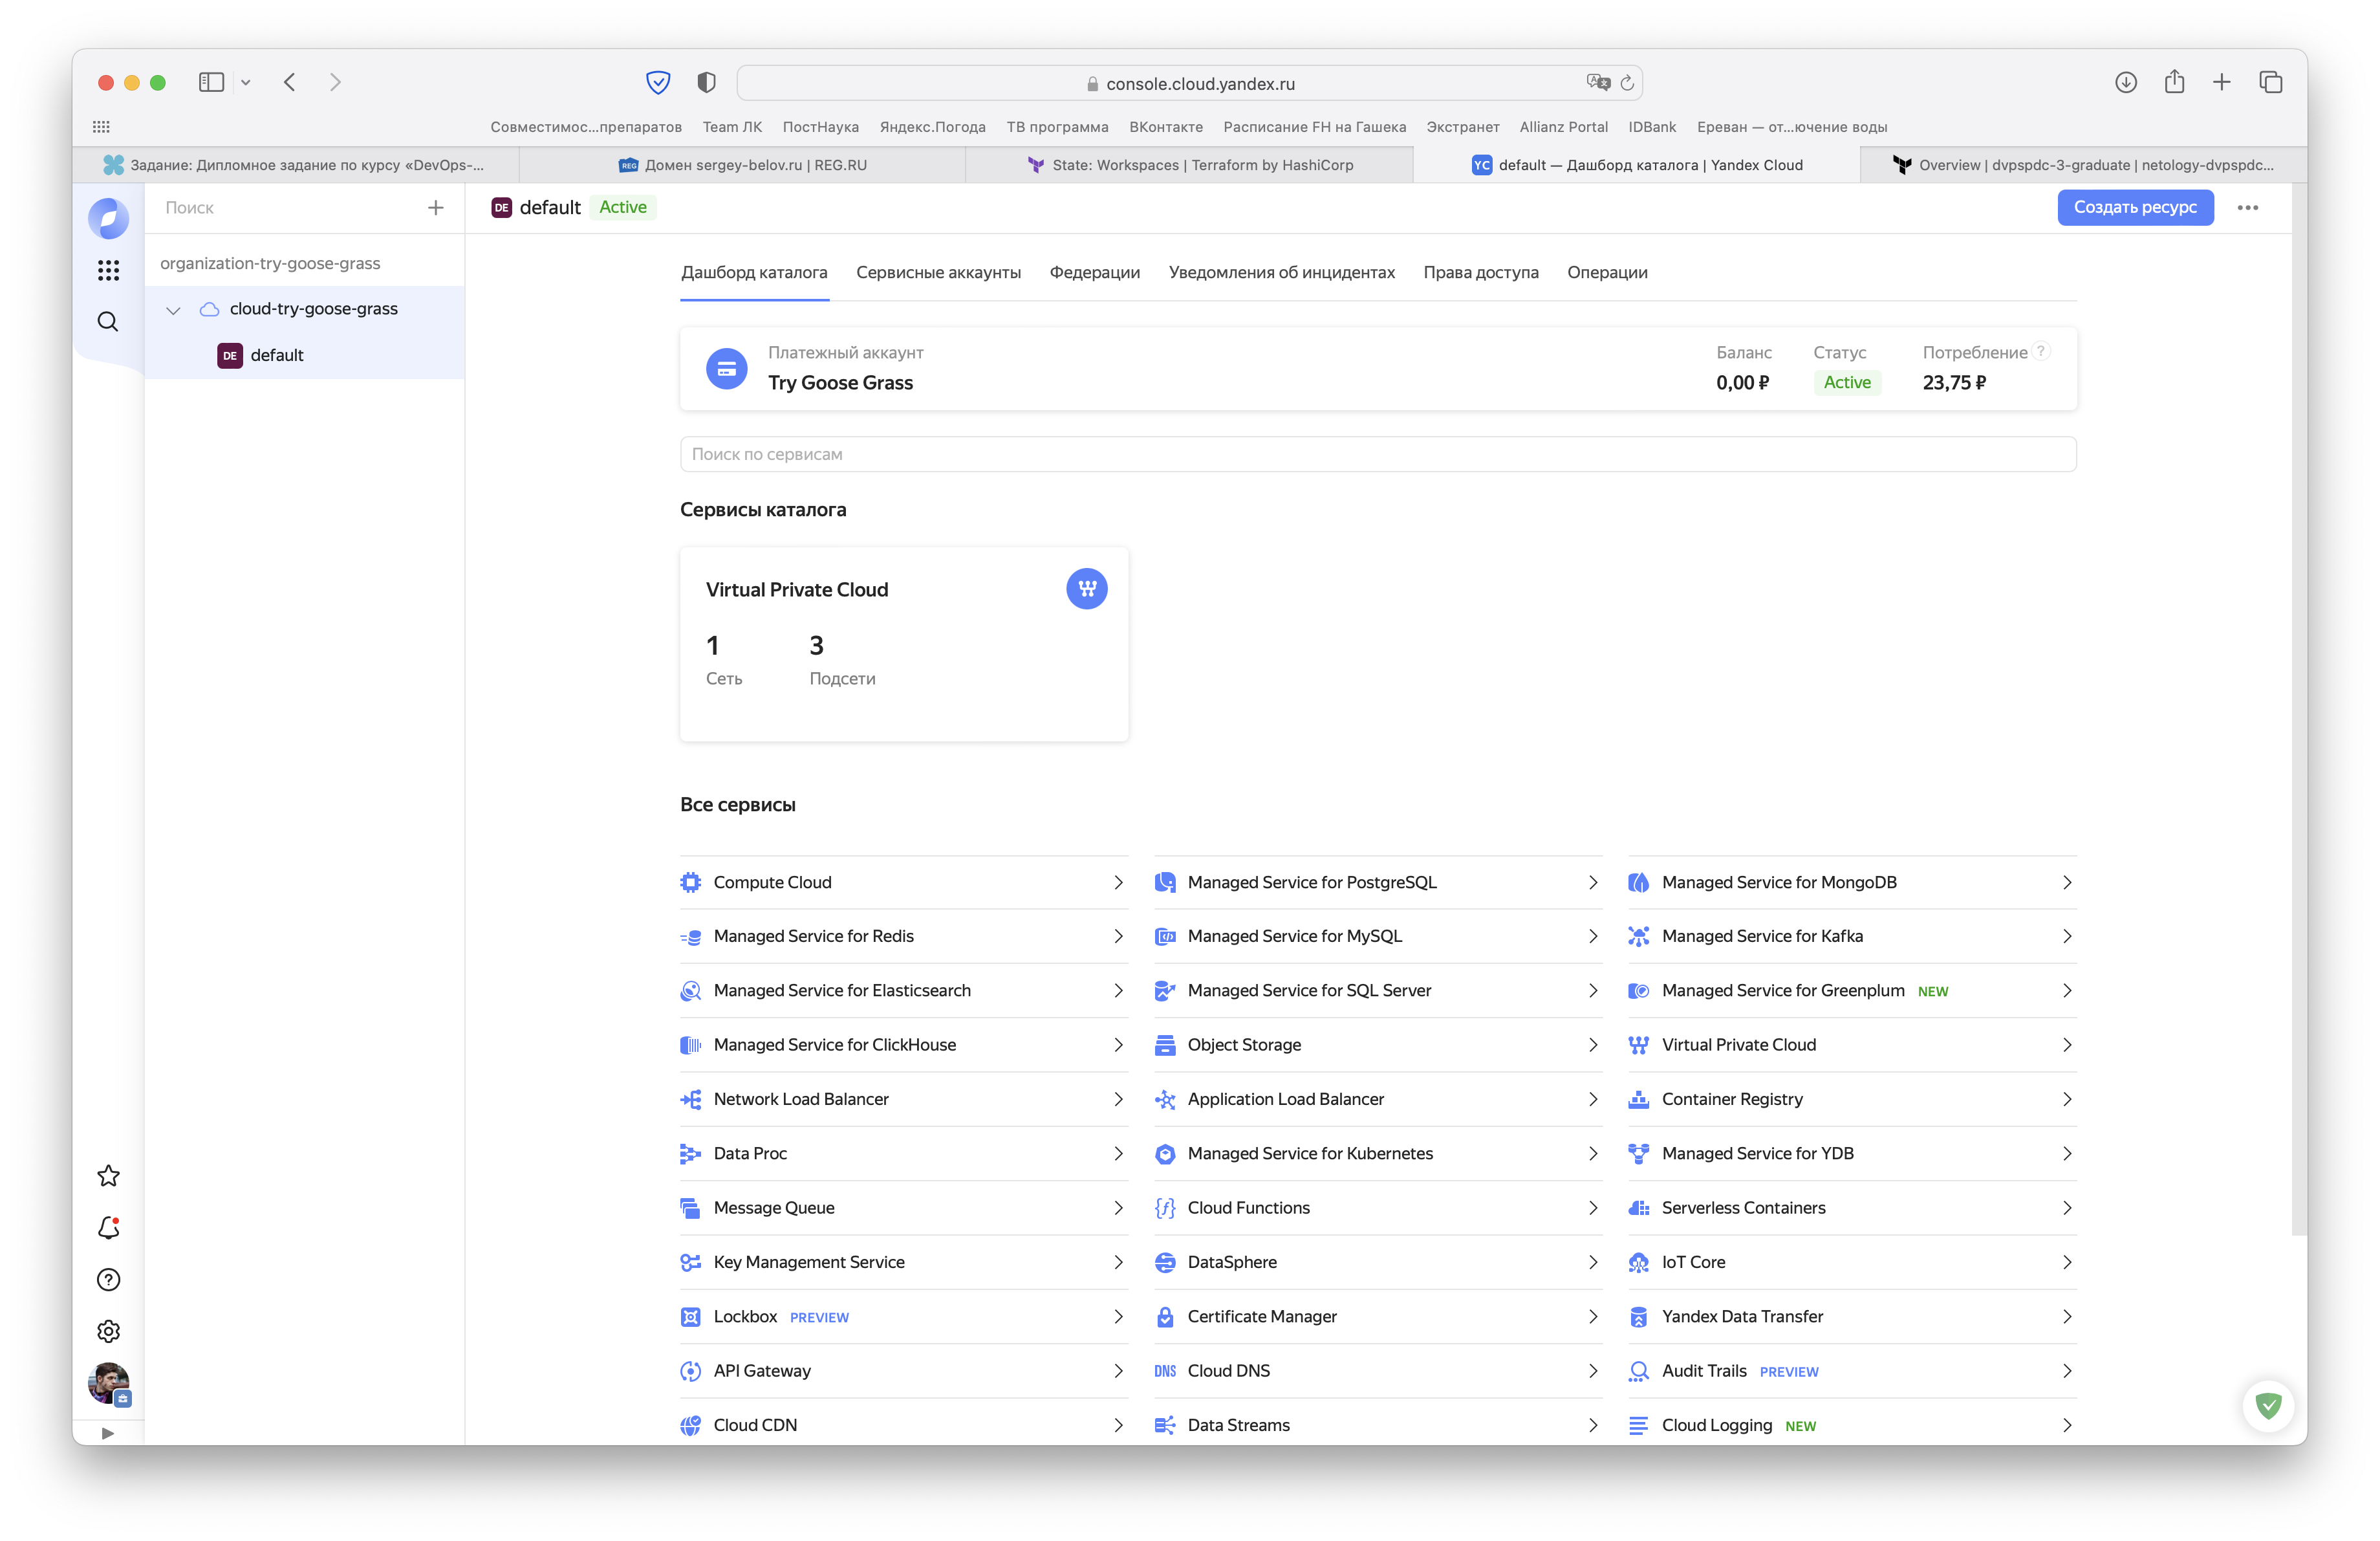 console.cloud.yandex.ru
Совместимос...препаратов Team ЛК ПостНаука Яндекс.Погода ТВ программа ВКонтакте Расписание FH на Гашека Экстранет Allianz Portal IDBank Ереван — от...ючение воды
Задание: Дипломное задание по курсу «DevOps-... REG Домен sergey-belov.ru | REG.RU State: Workspaces | Terraform by HashiCorp YC default — Дашборд каталога | Yandex Cloud Overview | dvpspdc-3-graduate | netology-dvpspdc...
Поиск
DE default Active
Создать ресурс
organization-try-goose-grass
cloud-try-goose-grass
DE default
Дашборд каталога Сервисные аккаунты Федерации Уведомления об инцидентах Права доступа Операции
Платежный аккаунт Баланс Статус Потребление ?
Try Goose Grass 0,00 ₽ Active 23,75 ₽
Поиск по сервисам
Сервисы каталога
Virtual Private Cloud
1 3
Сеть Подсети
Все сервисы
Compute Cloud Managed Service for PostgreSQL Managed Service for MongoDB
Managed Service for Redis Managed Service for MySQL Managed Service for Kafka
Managed Service for Elasticsearch Managed Service for SQL Server Managed Service for Greenplum NEW
Managed Service for ClickHouse Object Storage Virtual Private Cloud
Network Load Balancer Application Load Balancer Container Registry
Data Proc Managed Service for Kubernetes Managed Service for YDB
Message Queue Cloud Functions Serverless Containers
Key Management Service DataSphere IoT Core
Lockbox PREVIEW Certificate Manager Yandex Data Transfer
API Gateway DNS Cloud DNS Audit Trails PREVIEW
Cloud CDN Data Streams Cloud Logging NEW